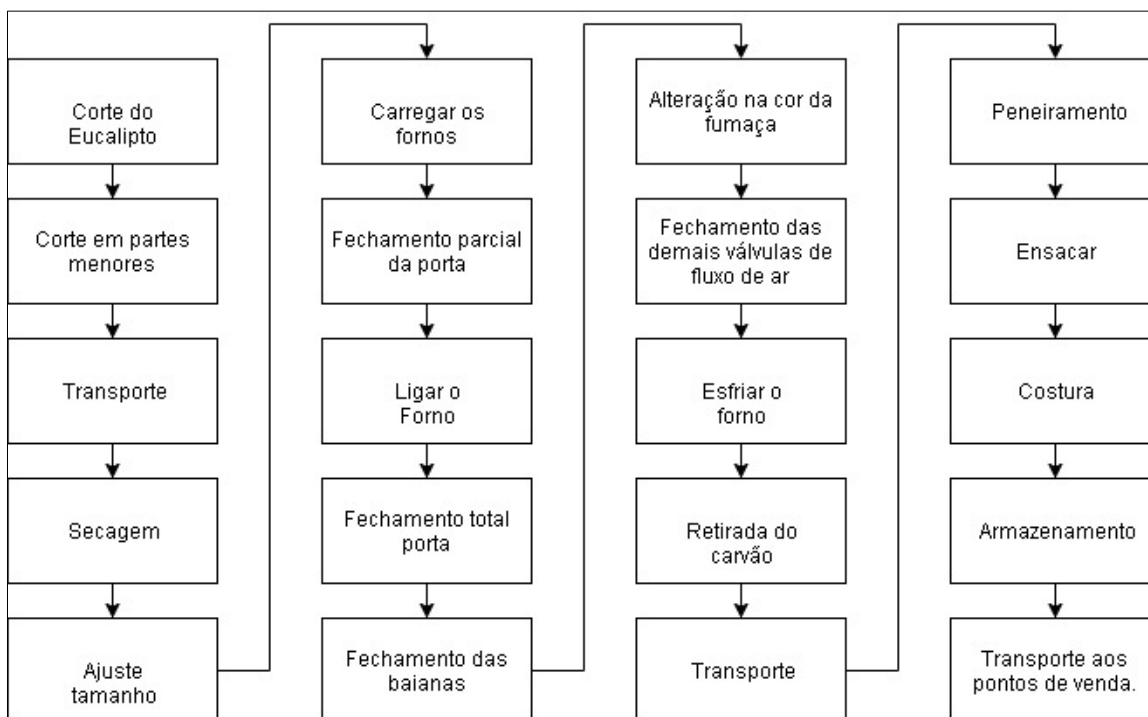 Corte do
Eucalipto
Corte em partes
menores
Transporte
Secagem
Ajuste
tamanho
Carregar os
fornos
Fechamento parcial
da porta
Ligar o
Forno
Fechamento total
porta
Fechamento das
baianas
Alteração na cor da
fumaça
Fechamento das
demais válvulas de
fluxo de ar
Esfriar o
forno
Retirada do
carvão
Transporte
Peneiramento
Ensacar
Costura
Armazenamento
Transporte aos
pontos de venda.